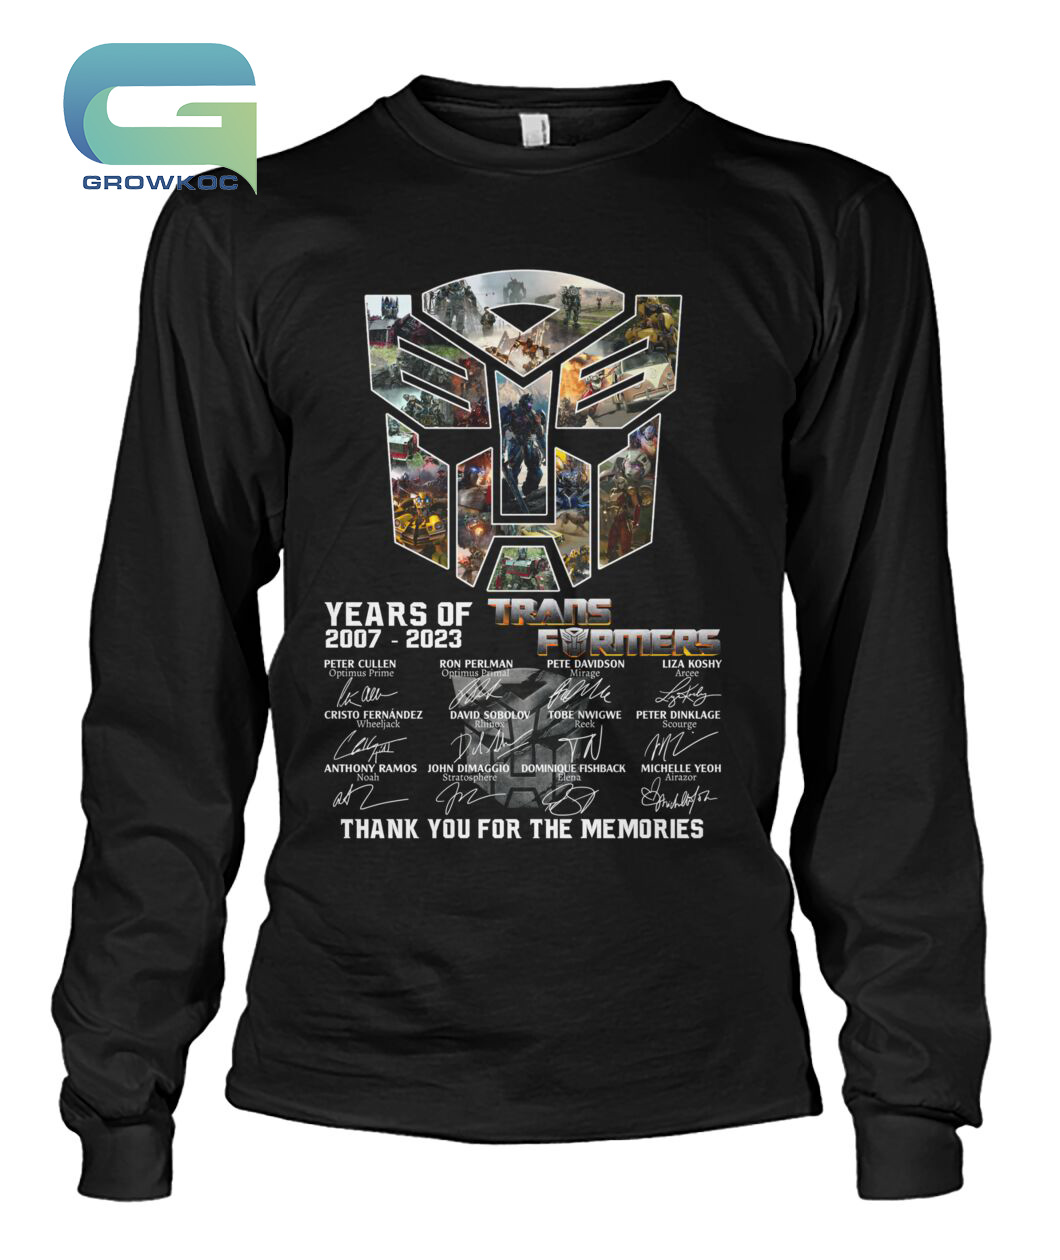 GROWKOC
YEARS OF TRANSFORMERS
2007 - 2023
PETER CULLEN RON PERLMAN PETE DAVIDSON LIZA KOSHY
Optimus Prime Optimus Primal Mirage Arcee
CRISTO FERNÁNDEZ DAVID SOBOLOV TOBE NWIGWE PETER DINKLAGE
Wheeljack Rhinox Reek Scourge
ANTHONY RAMOS JOHN DIMAGGIO DOMINIQUE FISHBACK MICHELLE YEOH
Noah Stratosphere Elena Airazor
THANK YOU FOR THE MEMORIES